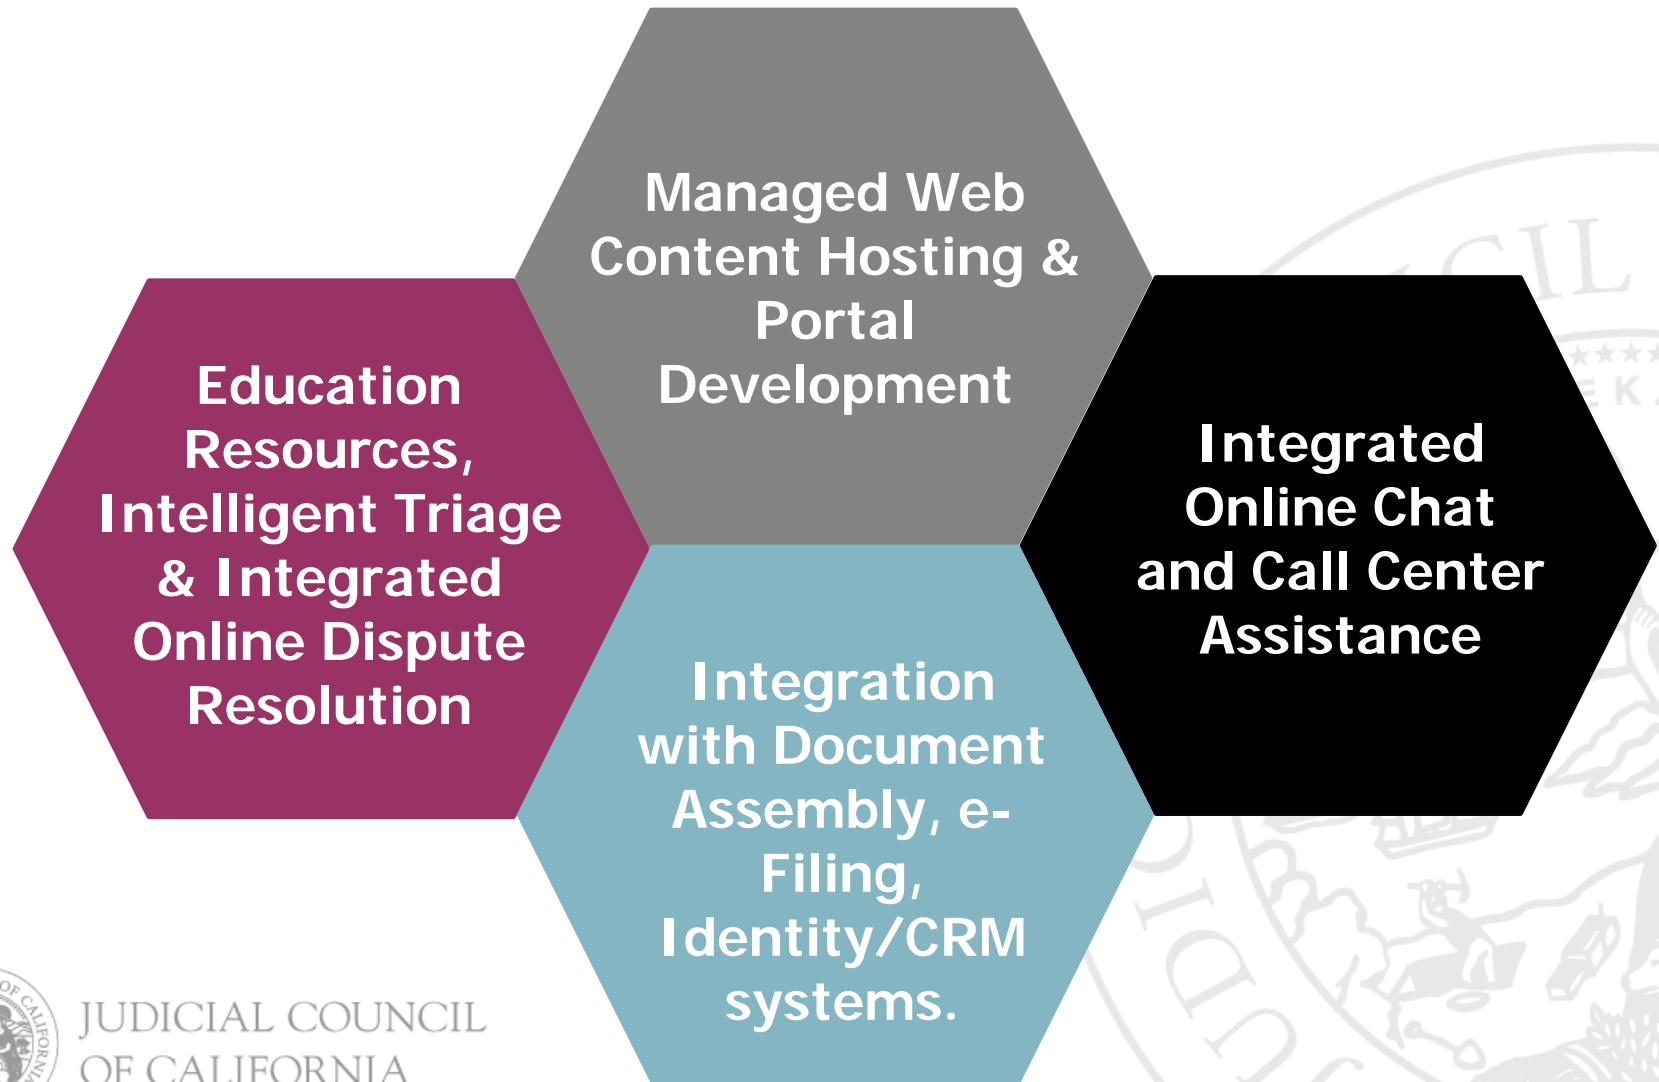 Managed Web
Content Hosting &
Portal
Development
Education
Resources,
Intelligent Triage
& Integrated
Online Dispute
Resolution
Integrated
Online Chat
and Call Center
Assistance
Integration
with Document
Assembly, e-
Filing,
Identity/CRM
systems.
JUDICIAL COUNCIL
OF CALIFORNIA